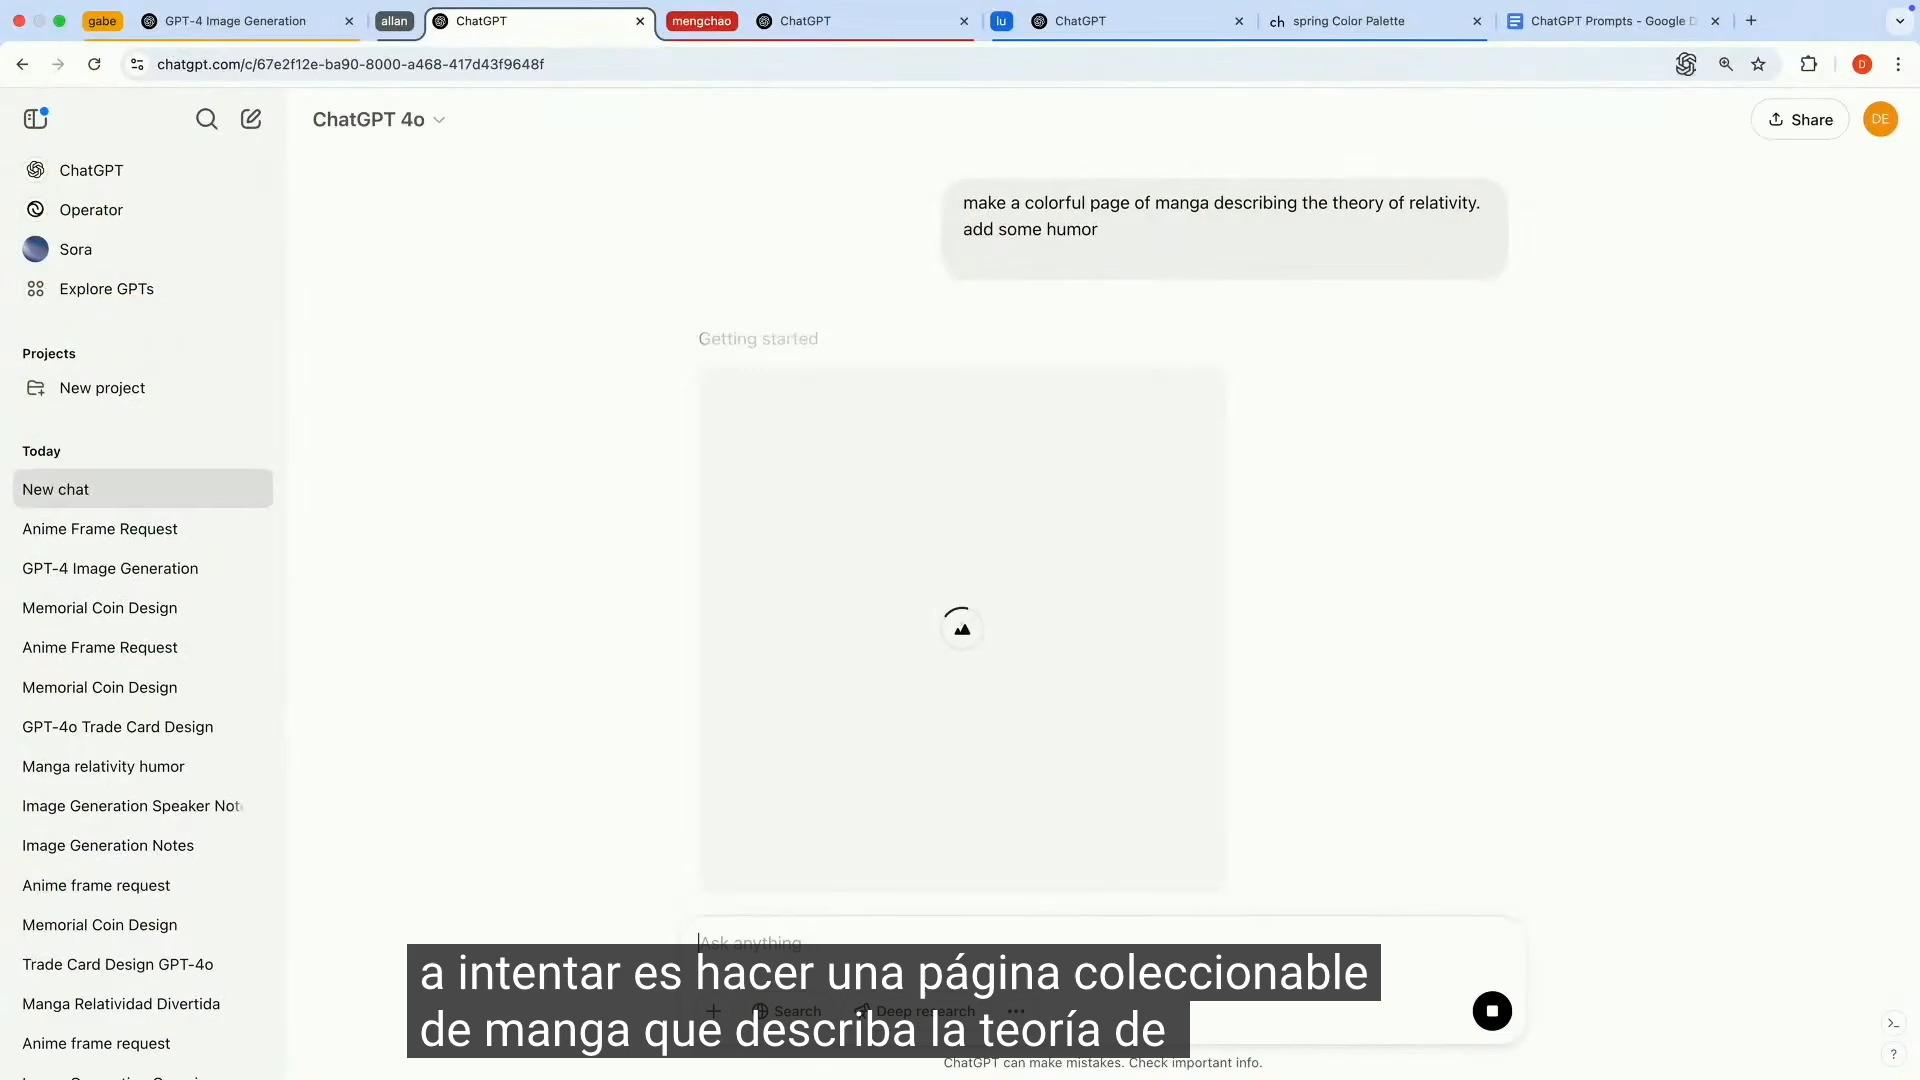 gabe
GPT-4 Image Generation
allan
ChatGPT
mengchao
ChatGPT
lu
ChatGPT
ch spring Color Palette
ChatGPT Prompts - Google D
chatgpt.com/c/67e2f12e-ba90-8000-a468-417d43f9648f
D
ChatGPT 4o
Share
DE
ChatGPT
Operator
Sora
Explore GPTs
Projects
New project
Today
New chat
Anime Frame Request
GPT-4 Image Generation
Memorial Coin Design
Anime Frame Request
Memorial Coin Design
GPT-4o Trade Card Design
Manga relativity humor
Image Generation Speaker Not
Image Generation Notes
Anime frame request
Memorial Coin Design
Trade Card Design GPT-4o
Manga Relatividad Divertida
Anime frame request
make a colorful page of manga describing the theory of relativity.
add some humor
Getting started
Ask anything
a intentar es hacer una página coleccionable
Search
Deep research
de manga que describa la teoría de
ChatGPT can make mistakes. Check important info.
?